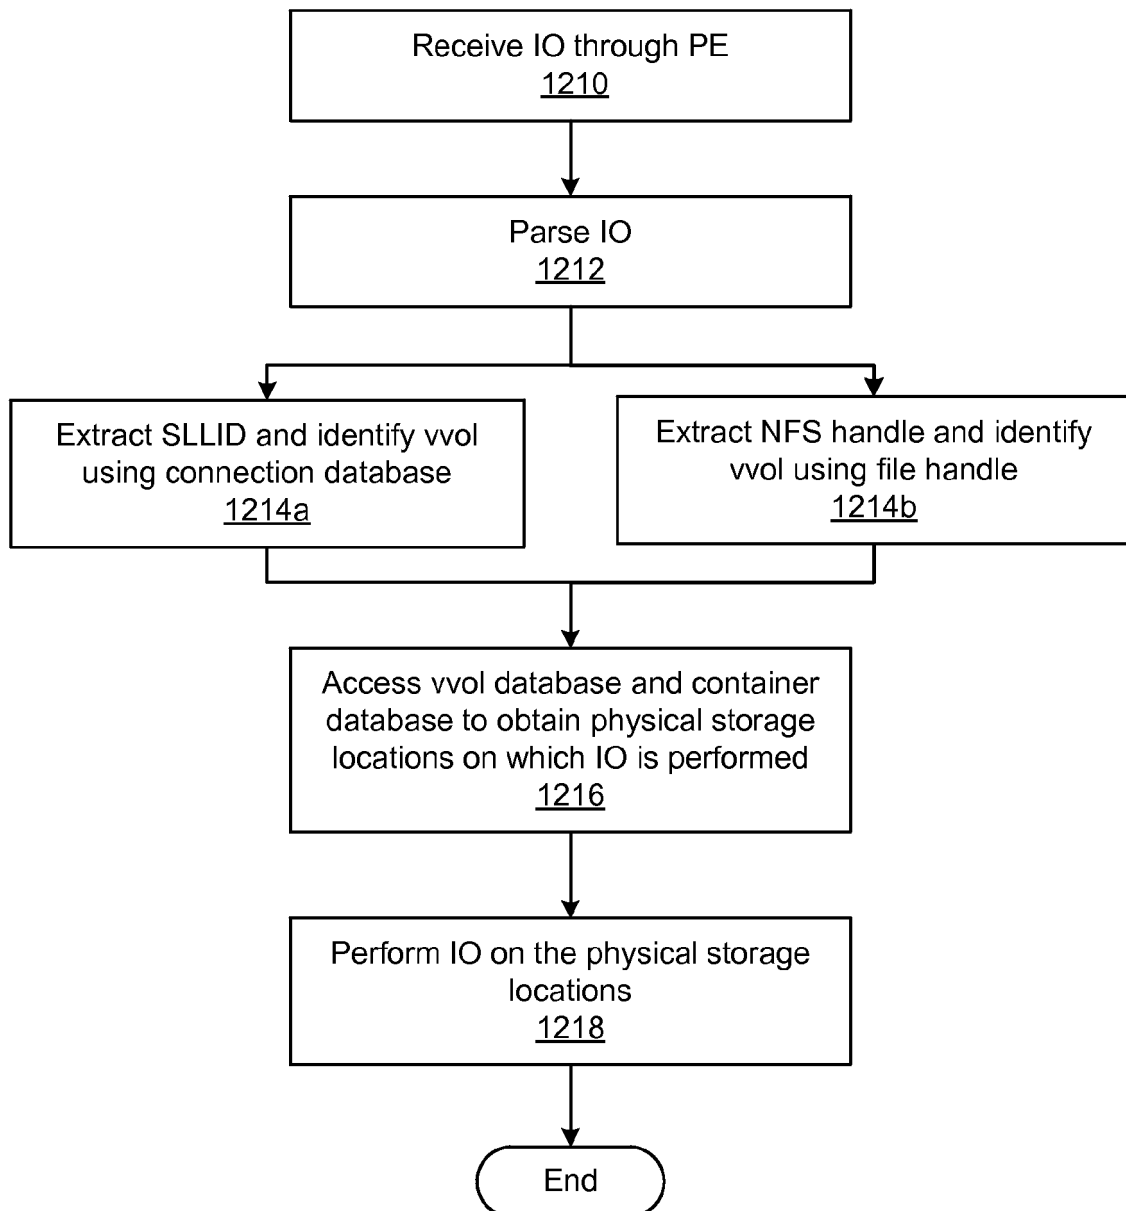 Receive IO through PE
1210
Parse IO
1212
Extract SLLID and identify vvol
using connection database
1214a
Extract NFS handle and identify
vvol using file handle
1214b
Access vvol database and container
database to obtain physical storage
locations on which IO is performed
1216
Perform IO on the physical storage
locations
1218
End